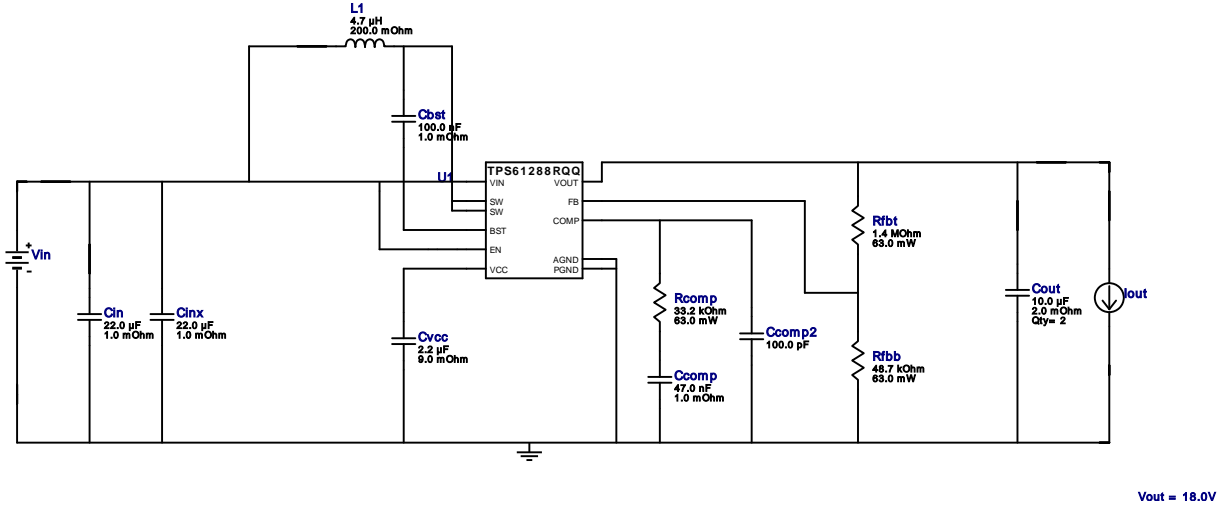 L1
4.7 µH
200.0 mOhm
Cbst
100.0 nF
1.0 mOhm
U1
TPS61288RQQ
VIN
VOUT
SW
FB
SW
COMP
BST
EN
AGND
VCC
PGND
+
Vin
-
Cin
22.0 µF
1.0 mOhm
Cinx
22.0 µF
1.0 mOhm
Cvcc
2.2 µF
9.0 mOhm
Rcomp
33.2 kOhm
63.0 mW
Ccomp
47.0 nF
1.0 mOhm
Ccomp2
100.0 pF
Rfbt
1.4 MOhm
63.0 mW
Rfbb
48.7 kOhm
63.0 mW
Cout
10.0 µF
2.0 mOhm
Qty= 2
Iout
Vout = 18.0V